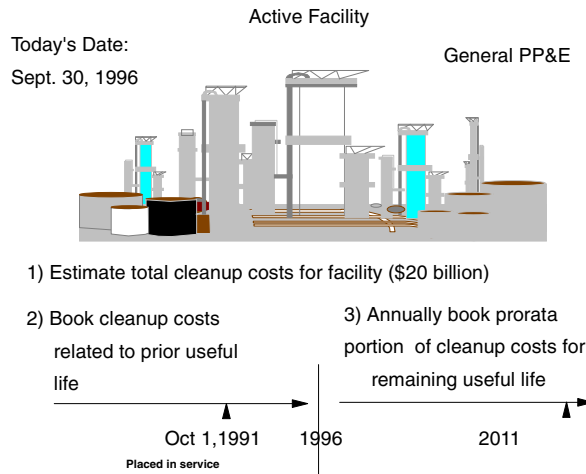 Active Facility
Today's Date:
Sept. 30, 1996
General PP&E
1) Estimate total cleanup costs for facility ($20 billion)
2) Book cleanup costs
related to prior useful
life
3) Annually book prorata
portion of cleanup costs for
remaining useful life
Oct 1,1991
1996
2011
Placed in service